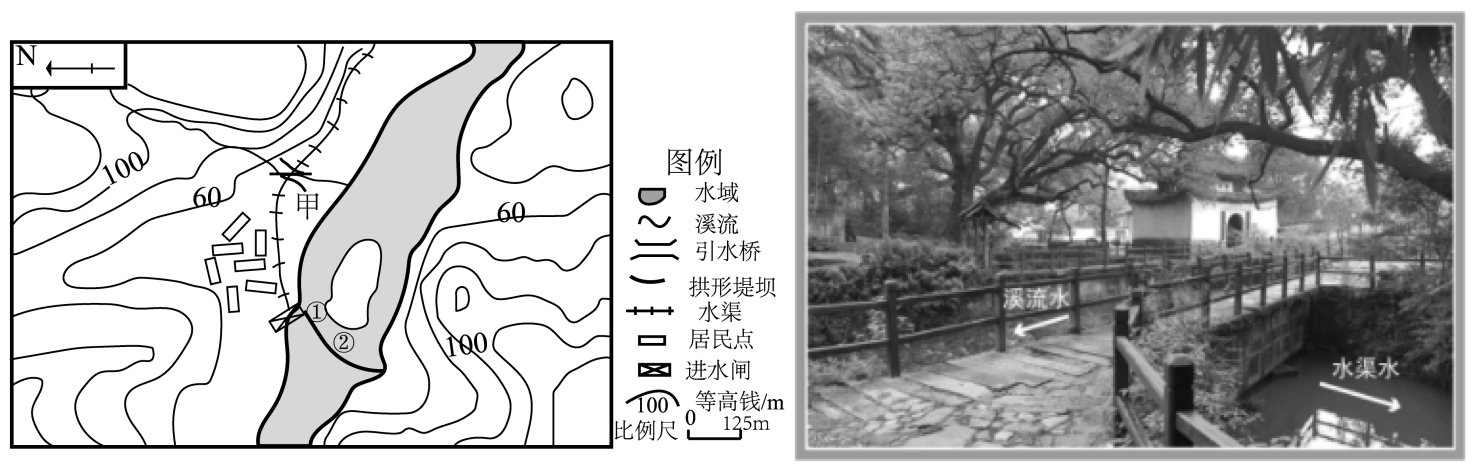 N
100
60
甲
60
①
②
100
图例
水域
溪流
引水桥
拱形堤坝
水渠
居民点
进水闸
100 等高钱/m
比例尺 0 125m
溪流水
水渠水